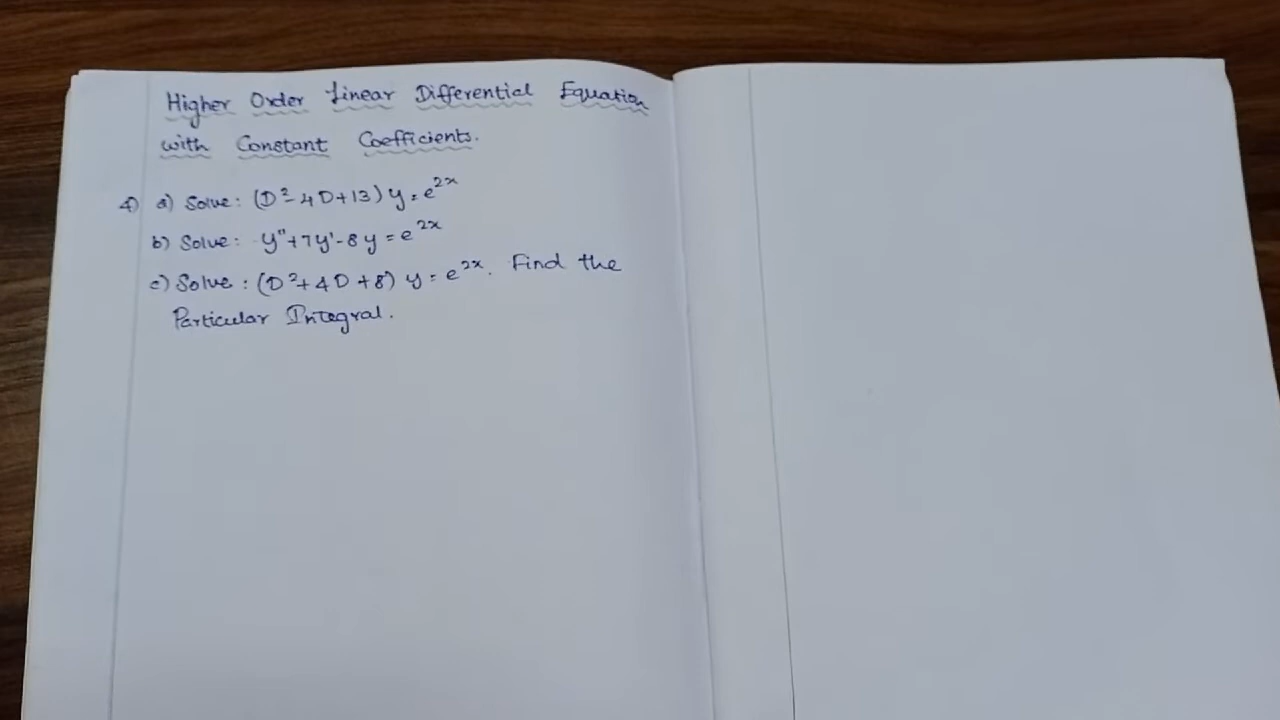 Higher Order Linear Differential Equation
with Constant Coefficients.
4) a) Solve: (D²-4D+13)y=e^2x
b) Solve: y"+7y'-8y=e^2x
c) Solve: (D²+4D+8)y=e^2x. Find the
Particular Integral.